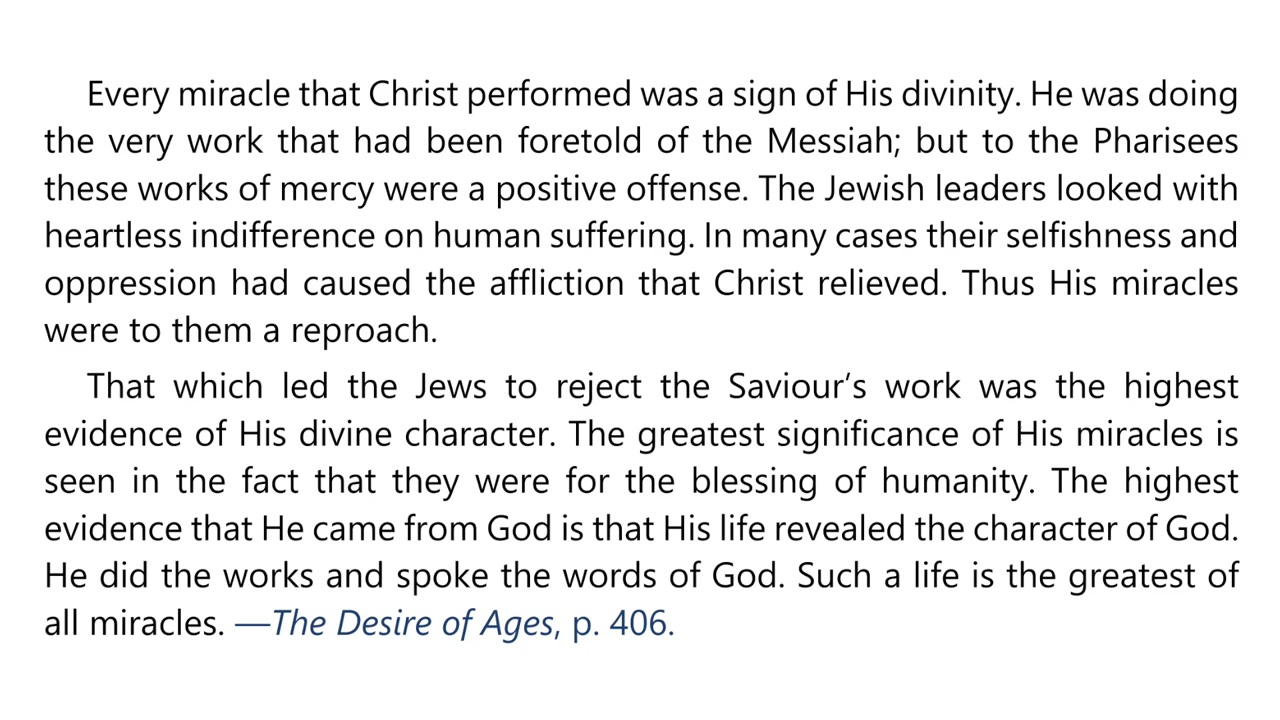 Every miracle that Christ performed was a sign of His divinity. He was doing
the very work that had been foretold of the Messiah; but to the Pharisees
these works of mercy were a positive offense. The Jewish leaders looked with
heartless indifference on human suffering. In many cases their selfishness and
oppression had caused the affliction that Christ relieved. Thus His miracles
were to them a reproach.
That which led the Jews to reject the Saviour’s work was the highest
evidence of His divine character. The greatest significance of His miracles is
seen in the fact that they were for the blessing of humanity. The highest
evidence that He came from God is that His life revealed the character of God.
He did the works and spoke the words of God. Such a life is the greatest of
all miracles. —The Desire of Ages, p. 406.